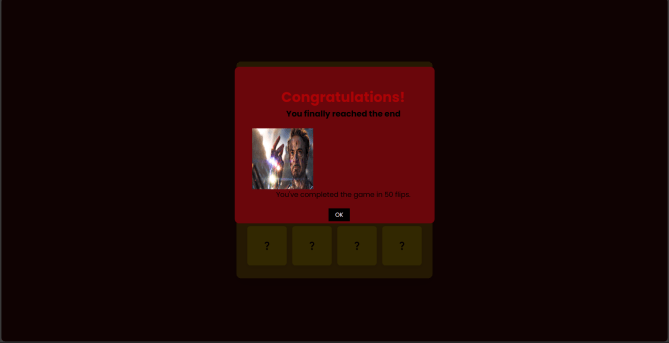 Congratulations!
You finally reached the end
You've completed the game in 50 flips
OK
? ? ? ?